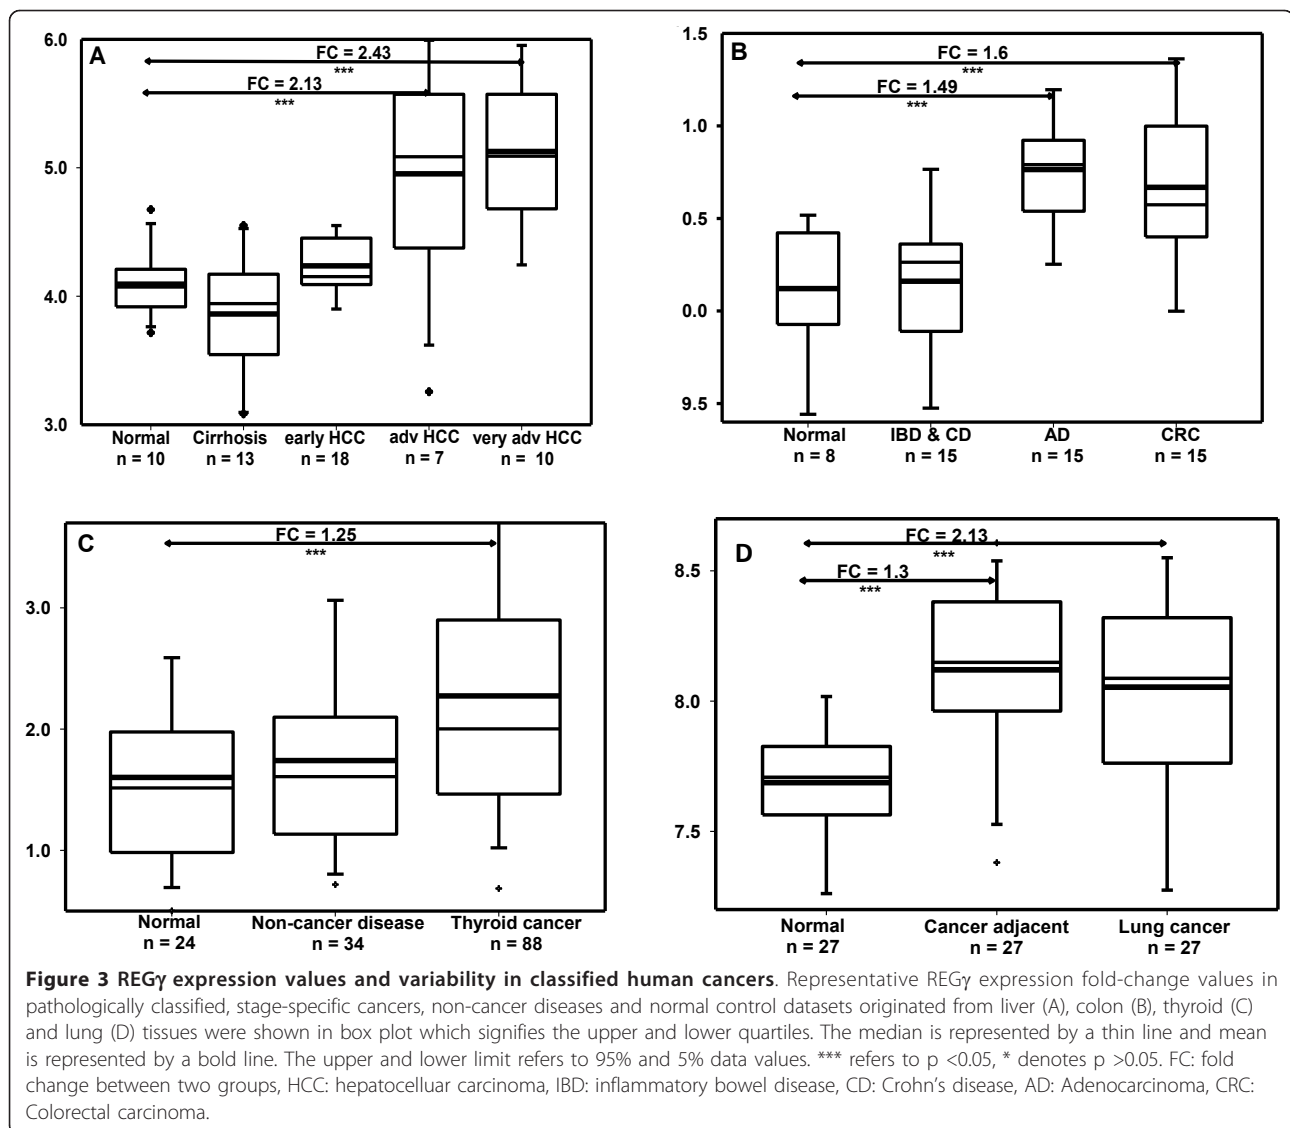 A
6.0
5.0
4.0
3.0
FC = 2.43
***
FC = 2.13
***
Normal Cirrhosis early HCC adv HCC very adv HCC
n = 10 n = 13 n = 18 n = 7 n = 10
B
1.5
1.0
0.5
0.0
9.5
FC = 1.6
***
FC = 1.49
***
Normal IBD & CD AD CRC
n = 8 n = 15 n = 15 n = 15
C
3.0
2.0
1.0
FC = 1.25
***
Normal Non-cancer disease Thyroid cancer
n = 24 n = 34 n = 88
D
8.5
8.0
7.5
FC = 2.13
***
FC = 1.3
***
Normal Cancer adjacent Lung cancer
n = 27 n = 27 n = 27
Figure 3 REGγ expression values and variability in classified human cancers. Representative REGγ expression fold-change values in
pathologically classified, stage-specific cancers, non-cancer diseases and normal control datasets originated from liver (A), colon (B), thyroid (C)
and lung (D) tissues were shown in box plot which signifies the upper and lower quartiles. The median is represented by a thin line and mean
is represented by a bold line. The upper and lower limit refers to 95% and 5% data values. *** refers to p <0.05, * denotes p >0.05. FC: fold
change between two groups, HCC: hepatocelluar carcinoma, IBD: inflammatory bowel disease, CD: Crohn's disease, AD: Adenocarcinoma, CRC:
Colorectal carcinoma.